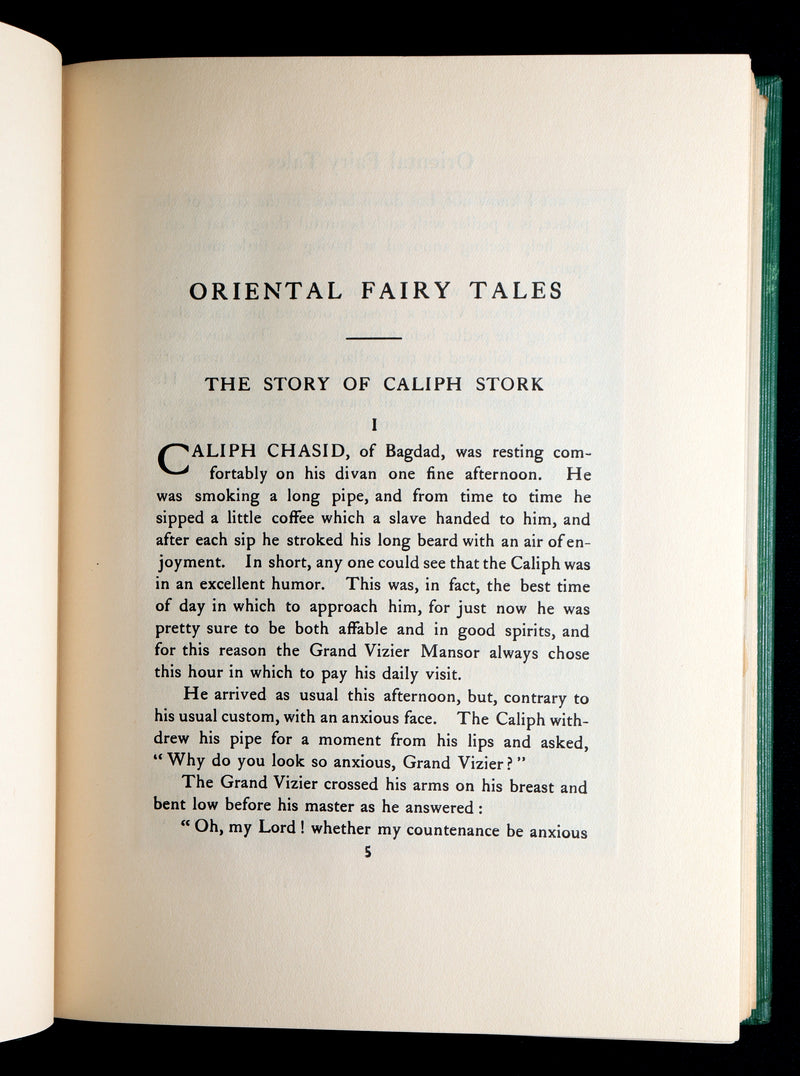 ORIENTAL FAIRY TALES
THE STORY OF CALIPH STORK
I
CALIPH CHASID, of Bagdad, was resting com-
fortably on his divan one fine afternoon. He
was smoking a long pipe, and from time to time he
sipped a little coffee which a slave handed to him, and
after each sip he stroked his long beard with an air of en-
joyment. In short, any one could see that the Caliph was
in an excellent humor. This was, in fact, the best time
of day in which to approach him, for just now he was
pretty sure to be both affable and in good spirits, and
for this reason the Grand Vizier Mansor always chose
this hour in which to pay his daily visit.
He arrived as usual this afternoon, but, contrary to
his usual custom, with an anxious face. The Caliph with-
drew his pipe for a moment from his lips and asked,
“Why do you look so anxious, Grand Vizier?”
The Grand Vizier crossed his arms on his breast and
bent low before his master as he answered:
“Oh, my Lord! whether my countenance be anxious
5